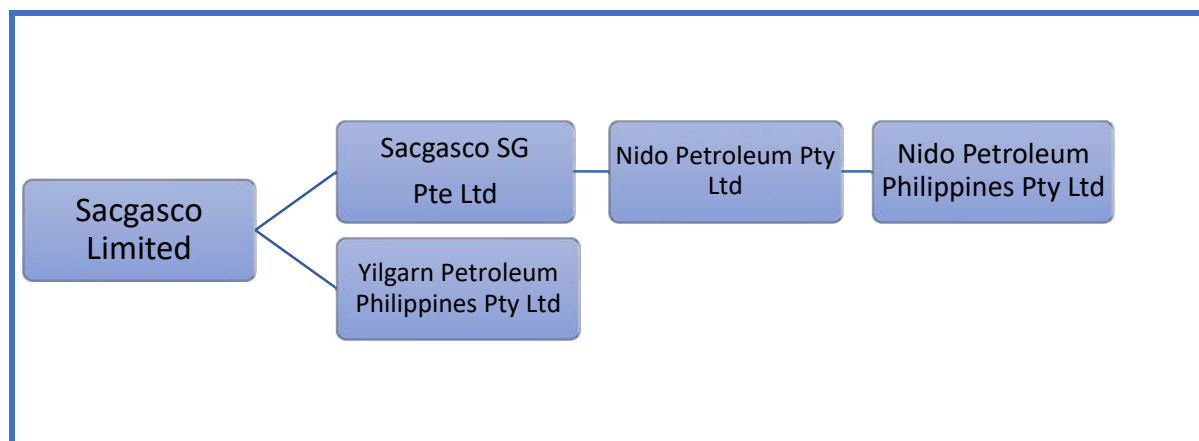 Sacgasco
Limited
Sacgasco SG
Pte Ltd
Nido Petroleum Pty
Ltd
Nido Petroleum
Philippines Pty Ltd
Yilgarn Petroleum
Philippines Pty Ltd